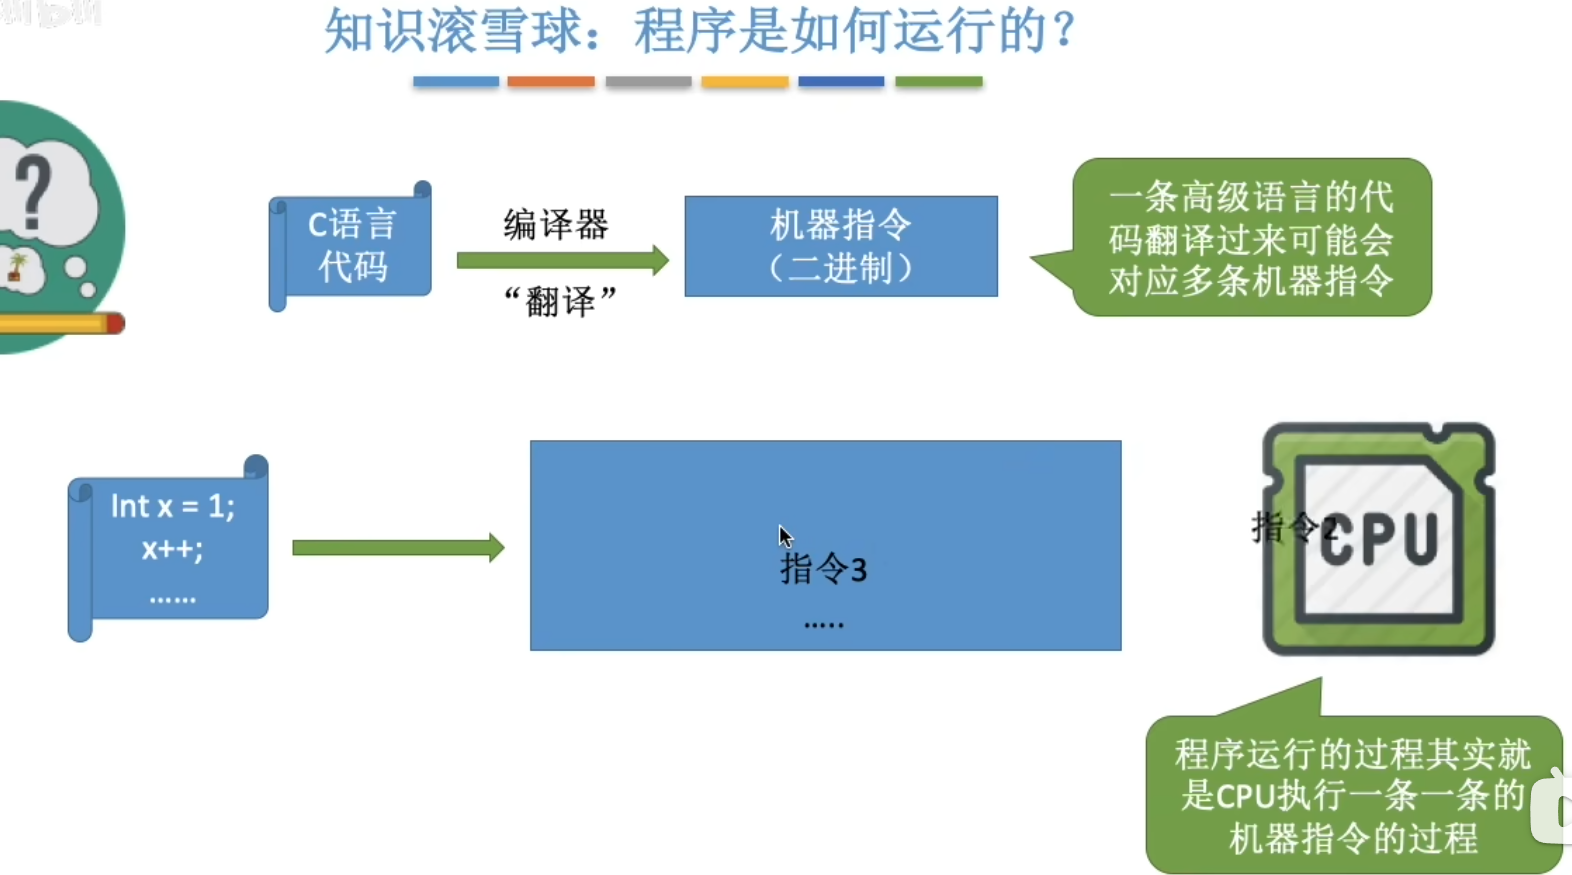 知识滚雪球：程序是如何运行的？
C语言
代码
编译器
“翻译”
机器指令
（二进制）
一条高级语言的代
码翻译过来可能会
对应多条机器指令
Int x = 1;
x++;
......
指令3
.....
指令2
CPU
程序运行的过程其实就
是CPU执行一条一条的
机器指令的过程